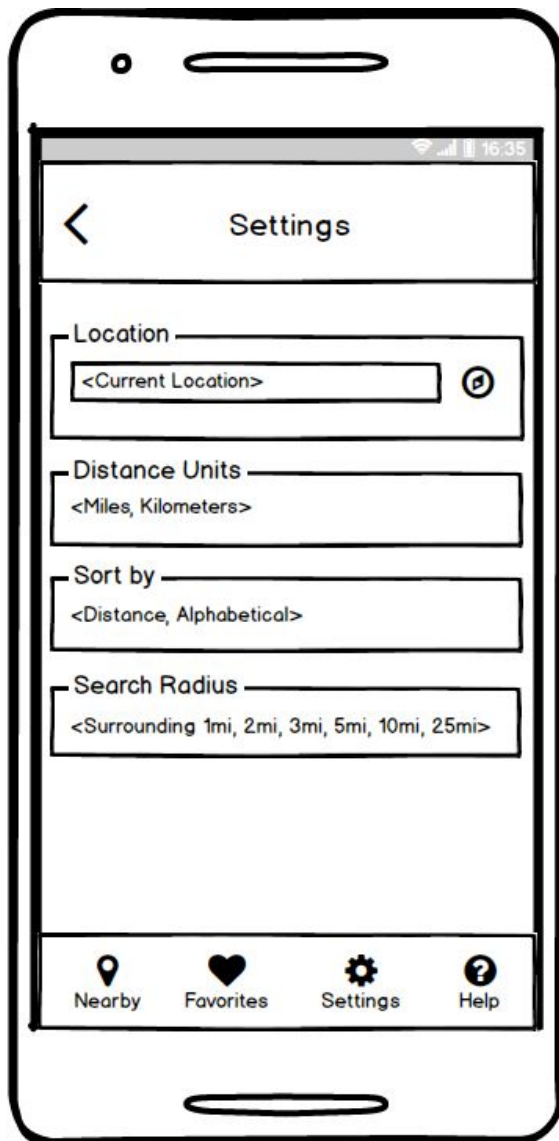 16:35
Settings
Location
<Current Location>
Distance Units
<Miles, Kilometers>
Sort by
<Distance, Alphabetical>
Search Radius
<Surrounding 1mi, 2mi, 3mi, 5mi, 10mi, 25mi>
Nearby Favorites Settings Help